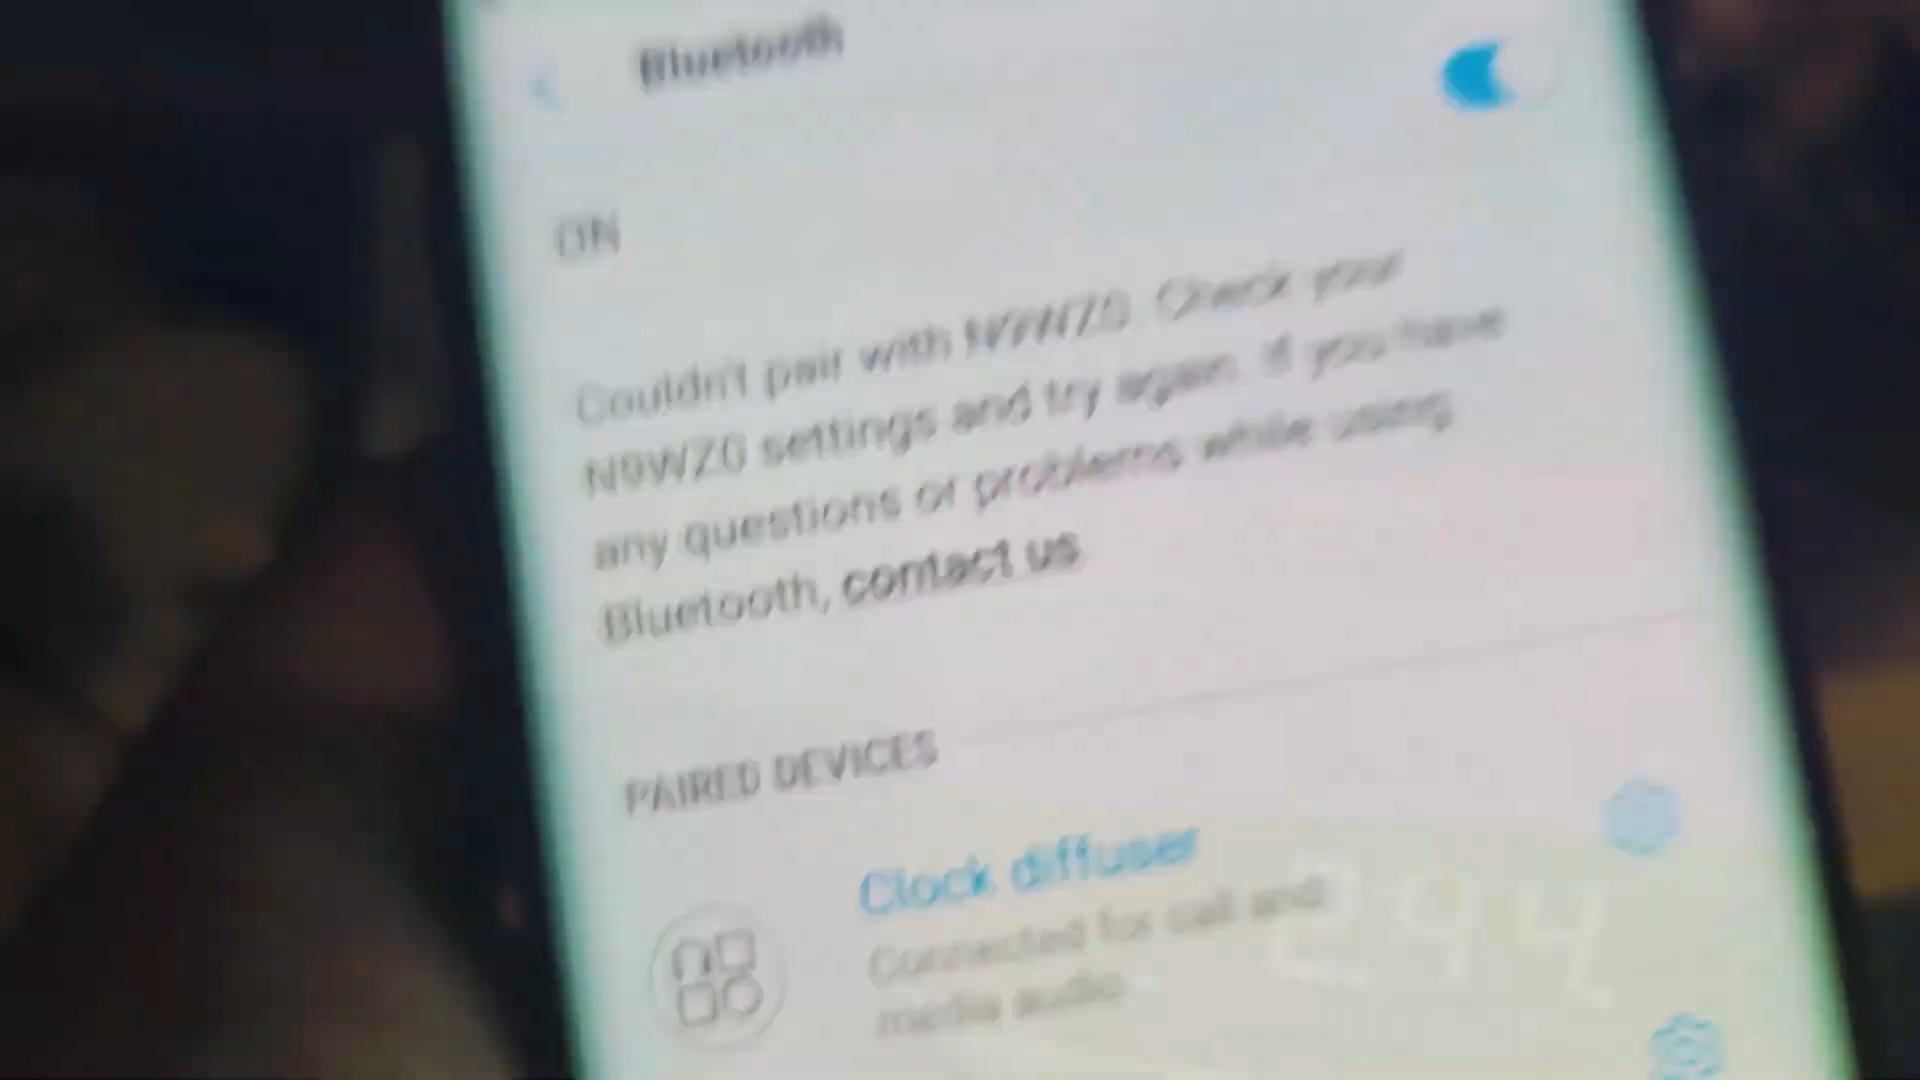 Bluetooth
ON
Couldn't pair with N9WZ0. Check your
N9WZ0 settings and try again. If you have
any questions or problems while using
Bluetooth, contact us
PAIRED DEVICES
Clock diffuser
Connected for call and
media audio